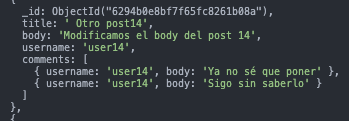 {
_id: ObjectId("6294b0e8bf7f65fc8261b08a"),
title: ' Otro post14',
body: 'Modificamos el body del post 14',
username: 'user14',
comments: [
{ username: 'user14', body: 'Ya no sé que poner' },
{ username: 'user14', body: 'Sigo sin saberlo' }
]
},
{